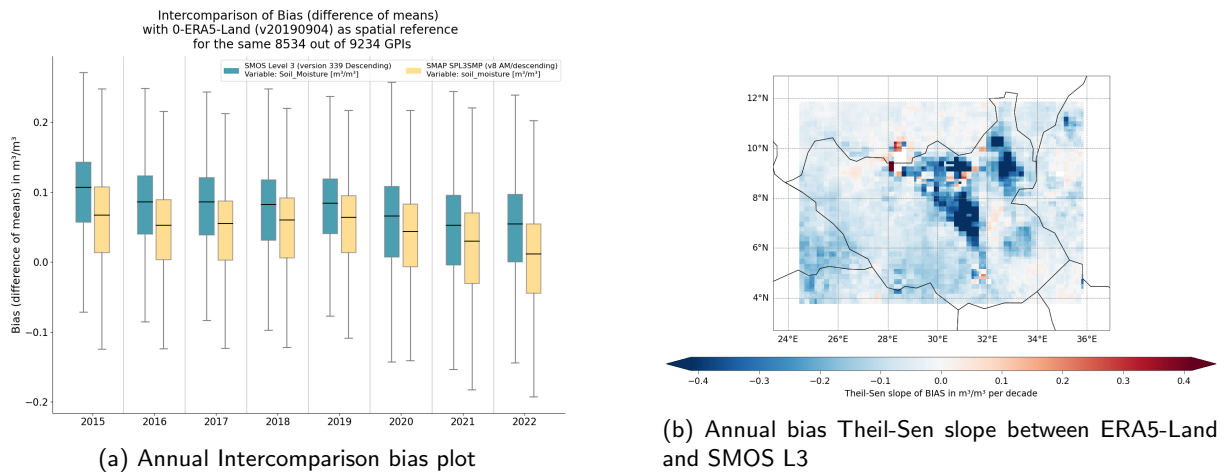 Intercomparison of Bias (difference of means)
with 0-ERA5-Land (v20190904) as spatial reference
for the same 8534 out of 9234 GPIs
SMOS Level 3 (version 339 Descending)
Variable: Soil_Moisture [m³/m³]
SMAP SPL3SMP (v8 AM/descending)
Variable: soil_moisture [m³/m³]
Bias (difference of means) in m³/m³
0.2
0.1
0.0
−0.1
−0.2
2015 2016 2017 2018 2019 2020 2021 2022
(a) Annual Intercomparison bias plot
12°N
10°N
8°N
6°N
4°N
24°E 26°E 28°E 30°E 32°E 34°E 36°E
−0.4 −0.3 −0.2 −0.1 0.0 0.1 0.2 0.3 0.4
Theil-Sen slope of BIAS in m³/m³ per decade
(b) Annual bias Theil-Sen slope between ERA5-Land
and SMOS L3